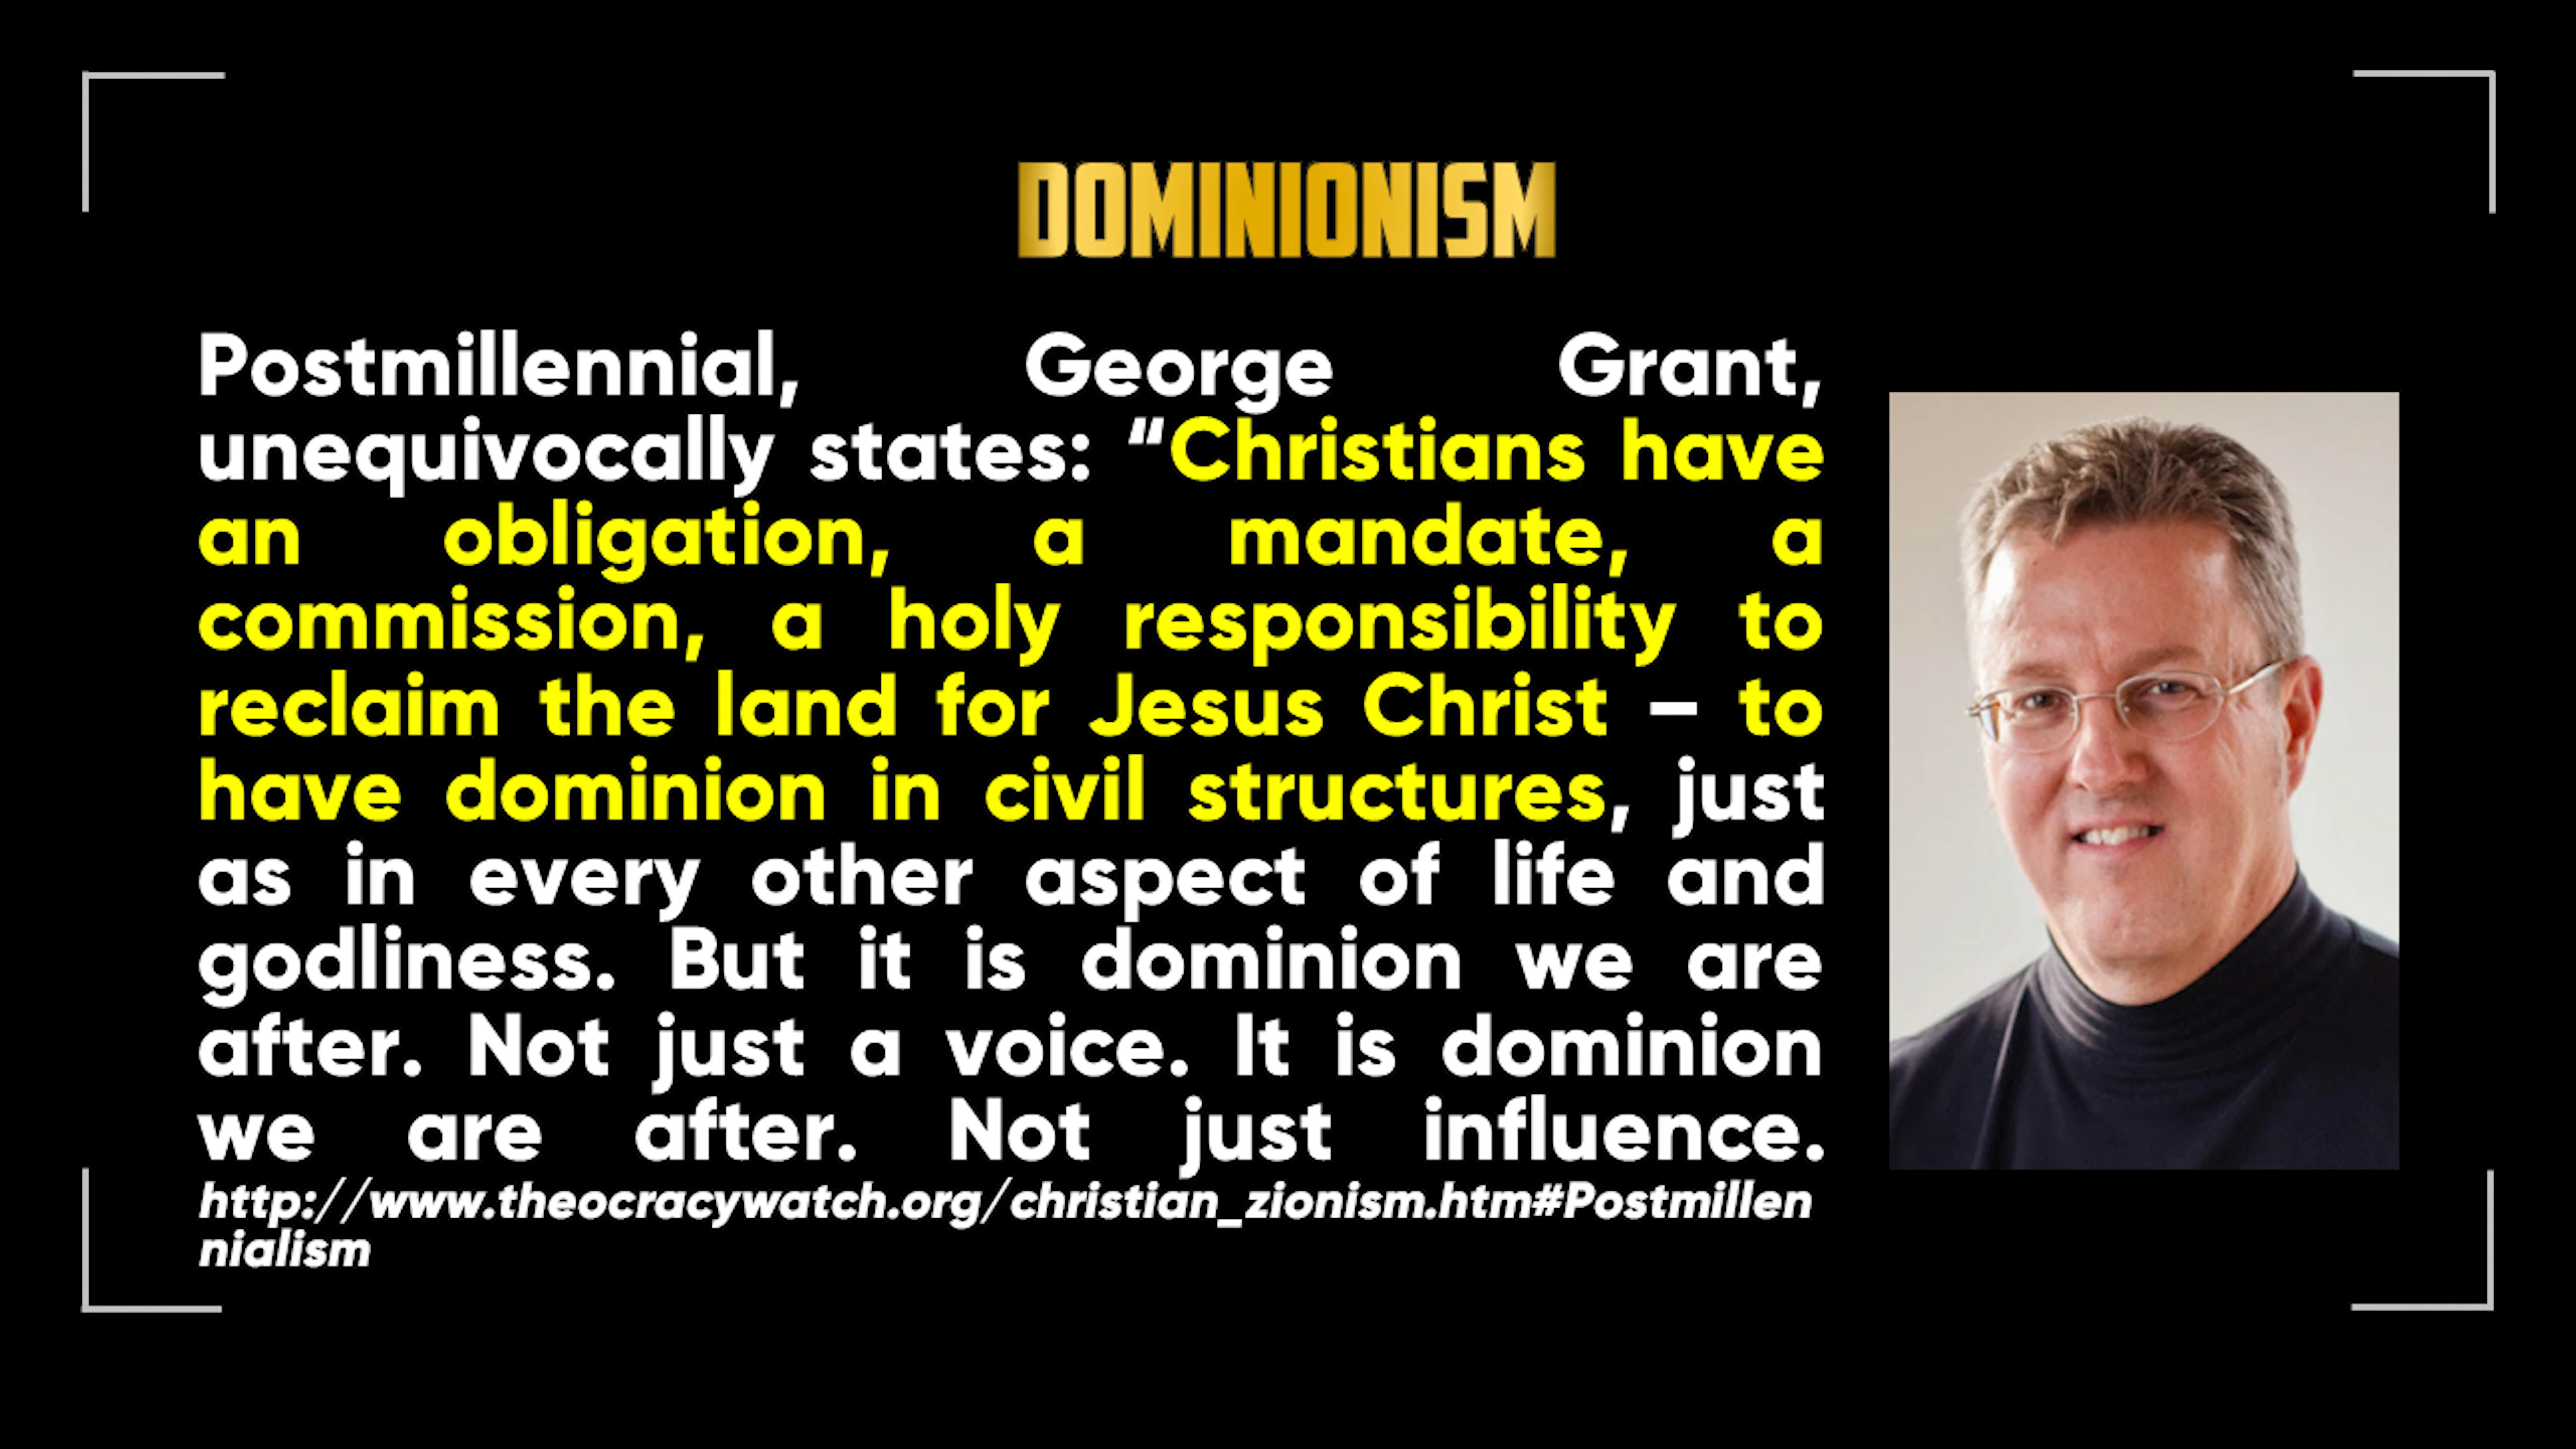 DOMINIONISM
Postmillennial, George Grant,
unequivocally states: “Christians have
an obligation, a mandate, a
commission, a holy responsibility to
reclaim the land for Jesus Christ – to
have dominion in civil structures, just
as in every other aspect of life and
godliness. But it is dominion we are
after. Not just a voice. It is dominion
we are after. Not just influence.
http://www.theocracywatch.org/christian_zionism.htm#Postmillen
nialism